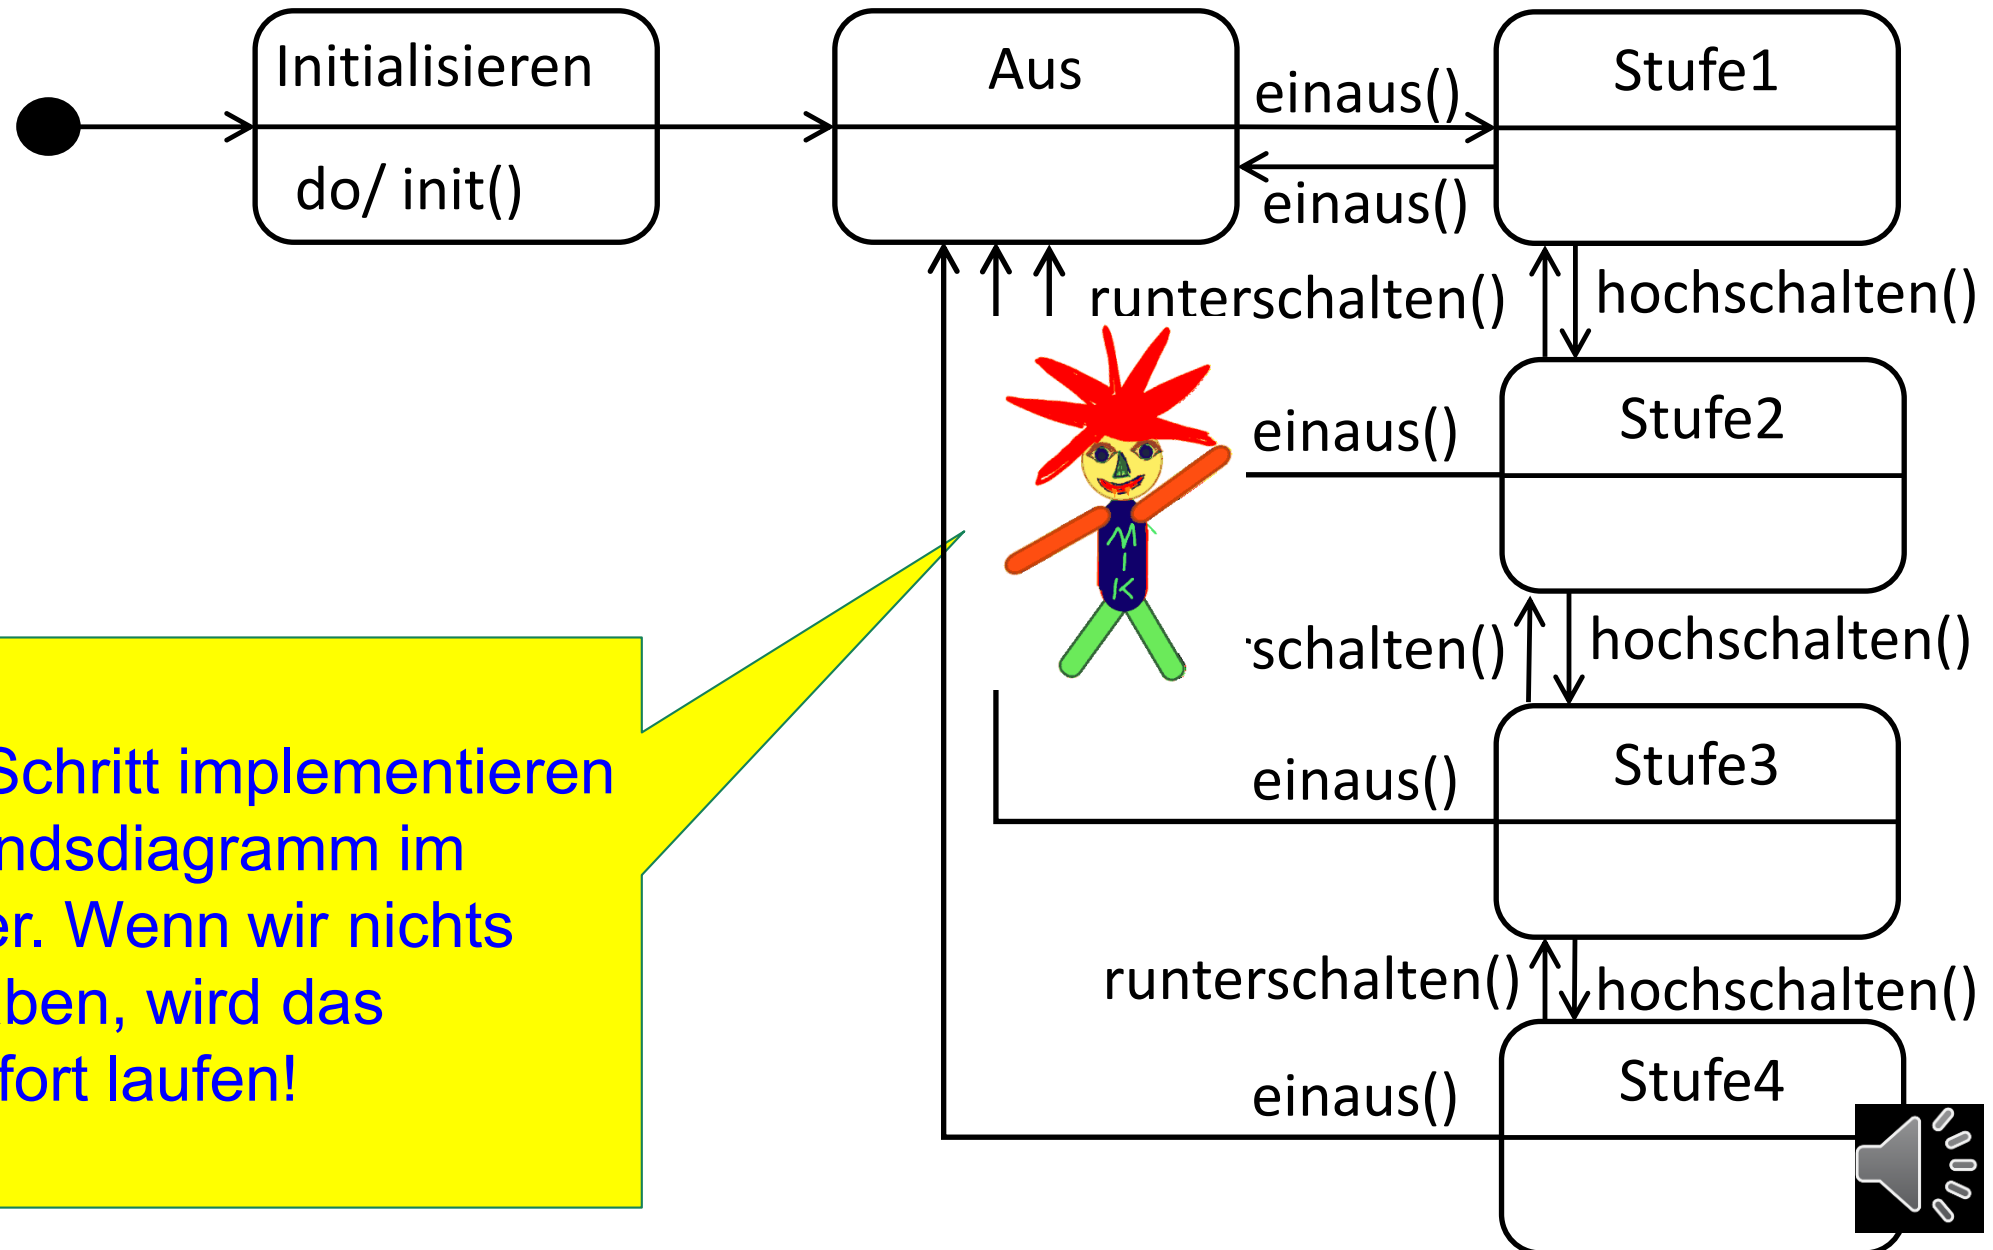 Initialisieren
do/ init()
Aus
einaus()
einaus()
Stufe1
runterschalten()
hochschalten()
einaus()
Stufe2
MIK
schalten()
hochschalten()
einaus()
Stufe3
Schritt implementieren
ndsdiagramm im
er. Wenn wir nichts
ben, wird das
fort laufen!
runterschalten()
hochschalten()
einaus()
Stufe4